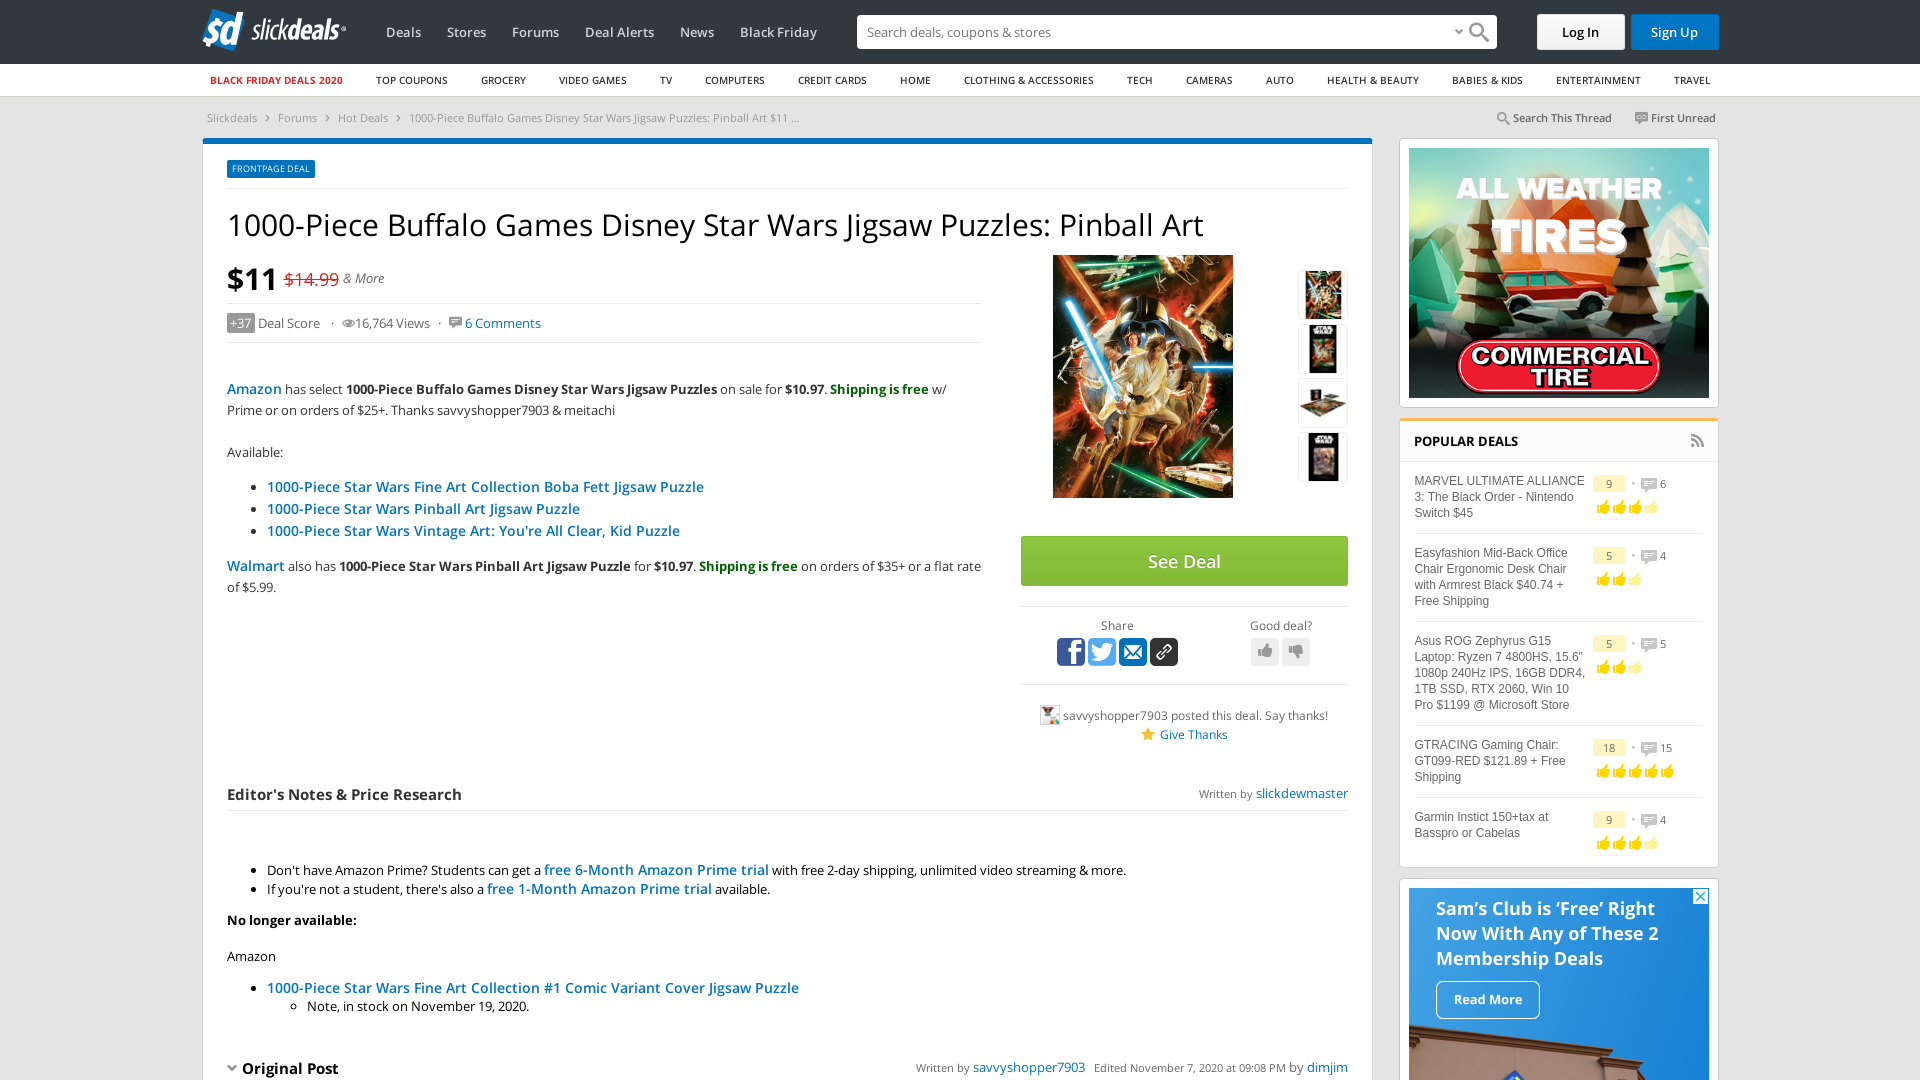 sd slickdeals
Deals Stores Forums Deal Alerts News Black Friday
Search deals, coupons & stores
Log In
Sign Up
BLACK FRIDAY DEALS 2020 TOP COUPONS GROCERY VIDEO GAMES TV COMPUTERS CREDIT CARDS HOME CLOTHING & ACCESSORIES TECH CAMERAS AUTO HEALTH & BEAUTY BABIES & KIDS ENTERTAINMENT TRAVEL
Slickdeals > Forums > Hot Deals > 1000-Piece Buffalo Games Disney Star Wars Jigsaw Puzzles: Pinball Art $11 ...
Search This Thread First Unread
FRONTPAGE DEAL
1000-Piece Buffalo Games Disney Star Wars Jigsaw Puzzles: Pinball Art
$11 $14.99 & More
+37 Deal Score · 16,764 Views · 6 Comments
Amazon has select 1000-Piece Buffalo Games Disney Star Wars Jigsaw Puzzles on sale for $10.97. Shipping is free w/
Prime or on orders of $25+. Thanks savvyshopper7903 & meitachi
Available:
• 1000-Piece Star Wars Fine Art Collection Boba Fett Jigsaw Puzzle
• 1000-Piece Star Wars Pinball Art Jigsaw Puzzle
• 1000-Piece Star Wars Vintage Art: You're All Clear, Kid Puzzle
Walmart also has 1000-Piece Star Wars Pinball Art Jigsaw Puzzle for $10.97. Shipping is free on orders of $35+ or a flat rate
of $5.99.
See Deal
Share
Good deal?
savvyshopper7903 posted this deal. Say thanks!
Give Thanks
Editor's Notes & Price Research
Written by slickdewmaster
• Don't have Amazon Prime? Students can get a free 6-Month Amazon Prime trial with free 2-day shipping, unlimited video streaming & more.
• If you're not a student, there's also a free 1-Month Amazon Prime trial available.
No longer available:
Amazon
• 1000-Piece Star Wars Fine Art Collection #1 Comic Variant Cover Jigsaw Puzzle
Note, in stock on November 19, 2020.
Original Post
Written by savvyshopper7903 Edited November 7, 2020 at 09:08 PM by dimjim
ALL WEATHER
TIRES
COMMERCIAL
TIRE
POPULAR DEALS
MARVEL ULTIMATE ALLIANCE
3: The Black Order - Nintendo
Switch $45
9 • 6
Easyfashion Mid-Back Office
Chair Ergonomic Desk Chair
with Armrest Black $40.74 +
Free Shipping
5 • 4
Asus ROG Zephyrus G15
Laptop: Ryzen 7 4800HS, 15.6"
1080p 240Hz IPS, 16GB DDR4,
1TB SSD, RTX 2060, Win 10
Pro $1199 @ Microsoft Store
5 • 5
GTRACING Gaming Chair:
GT099-RED $121.89 + Free
Shipping
18 • 15
Garmin Instict 150+tax at
Basspro or Cabelas
9 • 4
Sam's Club is 'Free' Right
Now With Any of These 2
Membership Deals
Read More